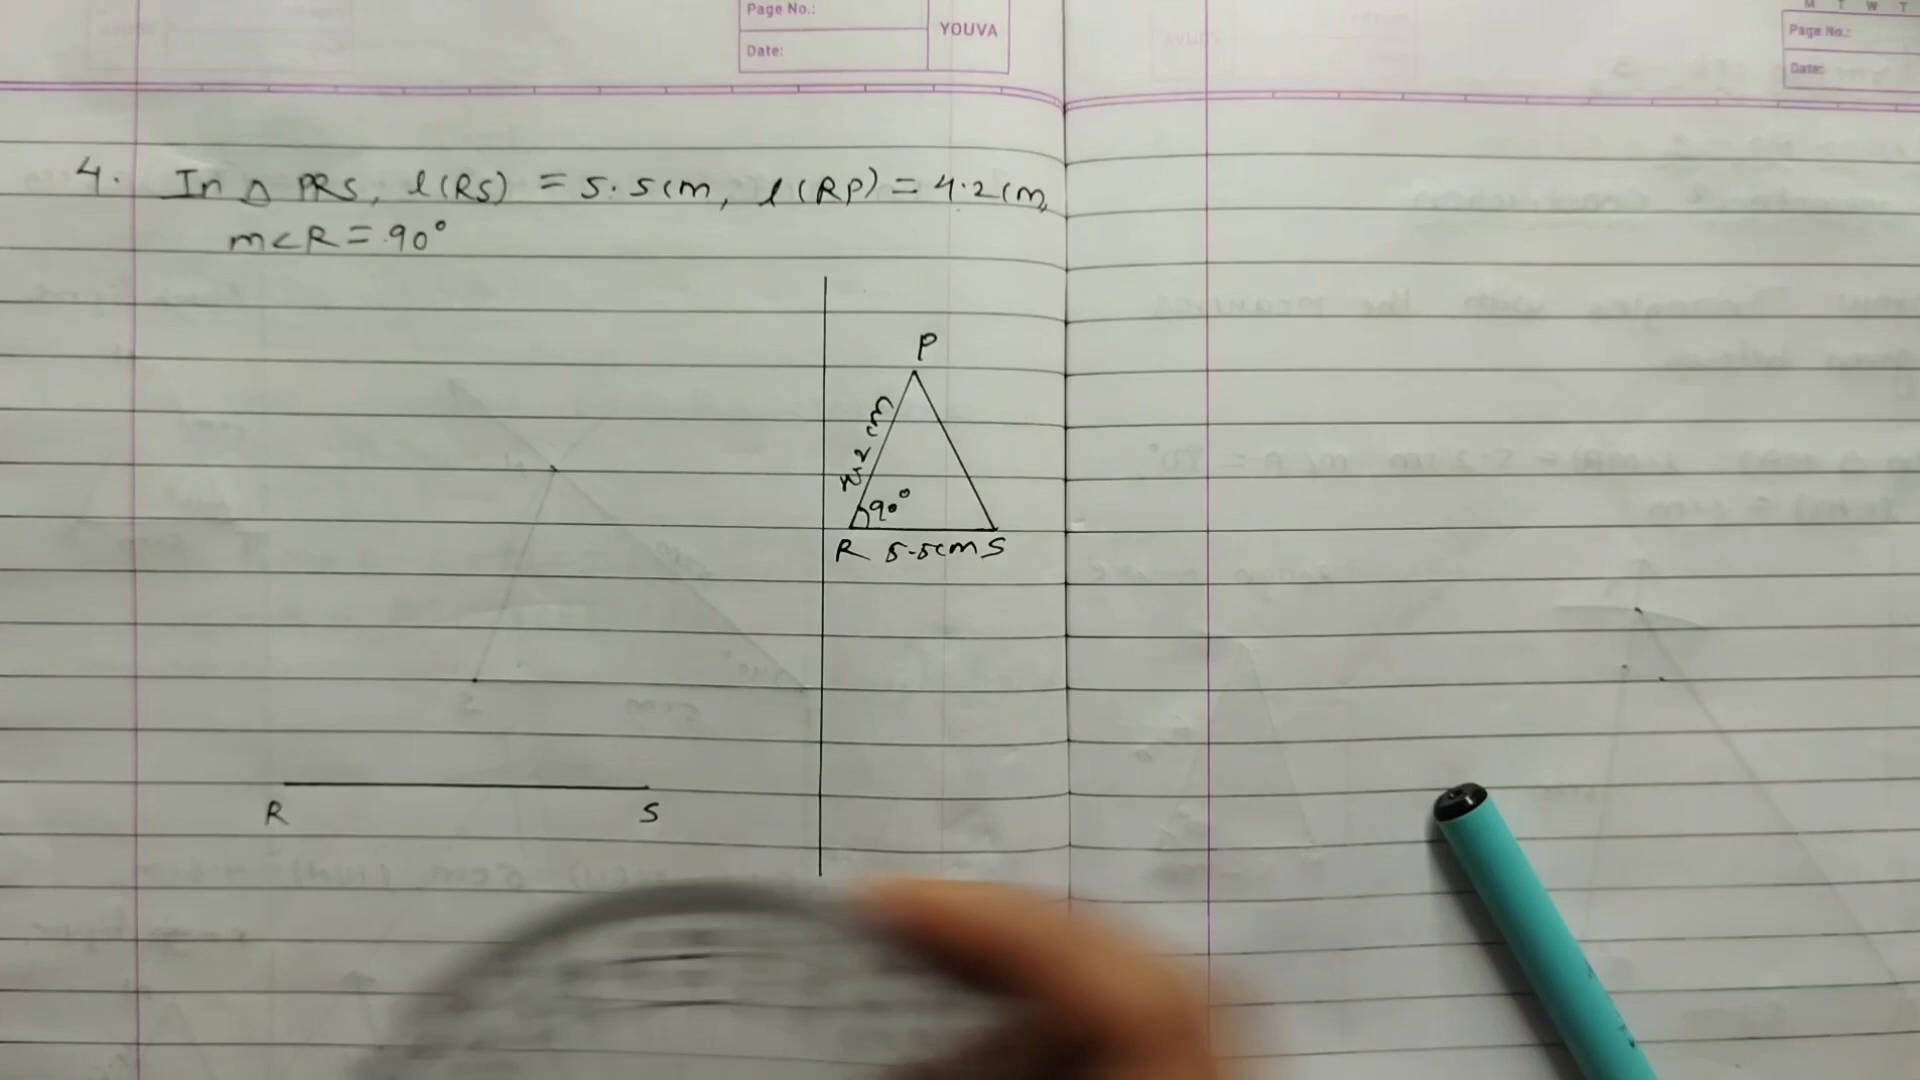 Page No.:
Date:
YOUVA
M T W T
Page No.:
Date:
4. In △ PRS, l(RS) = 5.5cm, l(RP) = 4.2cm,
m<R = 90°
P
4.2 cm
90°
R 5.5cm S
R S